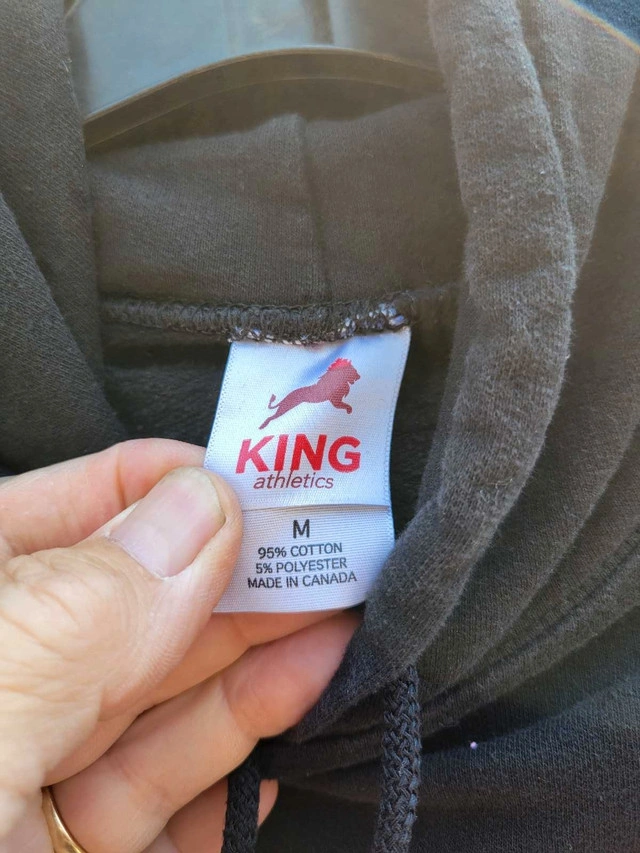 KING
athletics
M
95% COTTON
5% POLYESTER
MADE IN CANADA